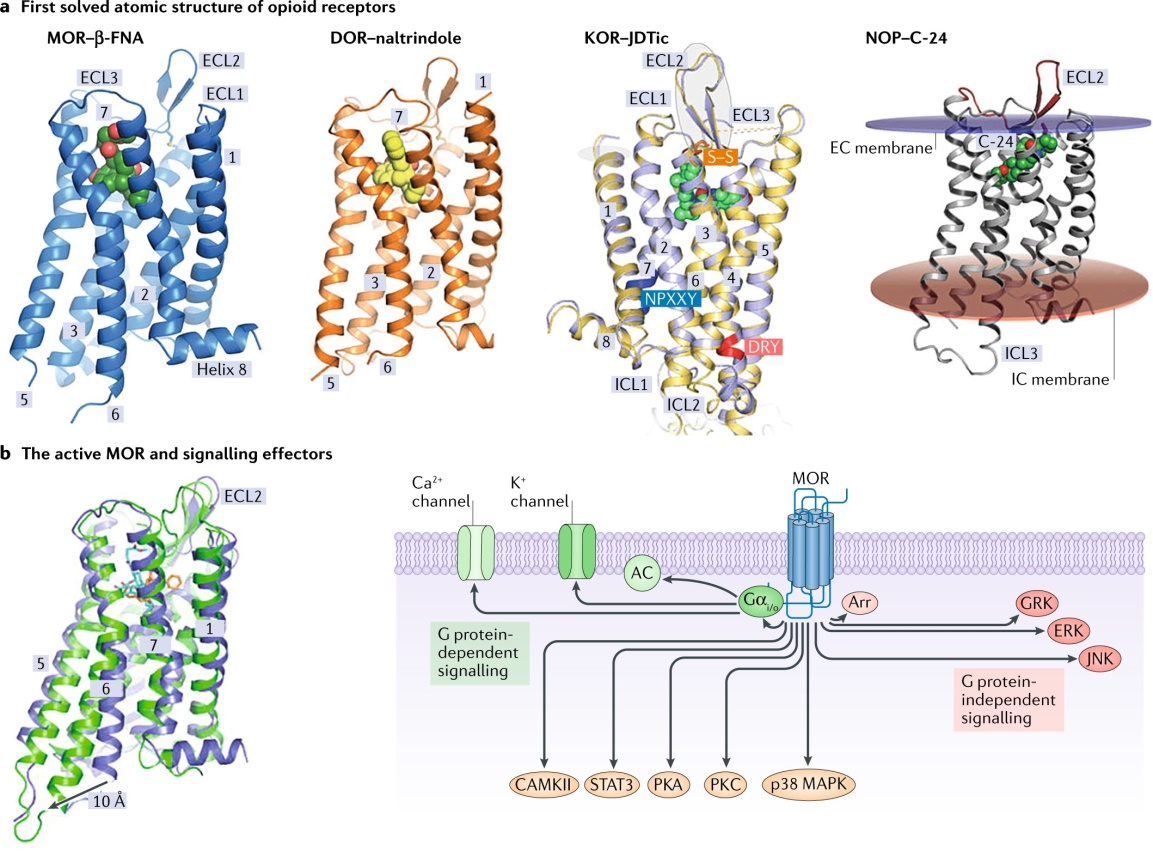 a First solved atomic structure of opioid receptors
MOR–β-FNA
ECL3
ECL2
ECL1
7
1
2
3
Helix 8
5
6
DOR–naltrindole
1
7
2
3
6
5
KOR–JDTic
ECL2
ECL1
ECL3
S–S
1
3
2
5
7
6
4
NPXXY
8
DRY
ICL1
ICL2
NOP–C-24
ECL2
EC membrane
C-24
ICL3
IC membrane
b The active MOR and signalling effectors
ECL2
1
7
5
6
10 Å
Ca2+
channel
K+
channel
MOR
AC
Gαi/o
Arr
GRK
ERK
JNK
G protein-
dependent
signalling
G protein-
independent
signalling
CAMKII
STAT3
PKA
PKC
p38 MAPK